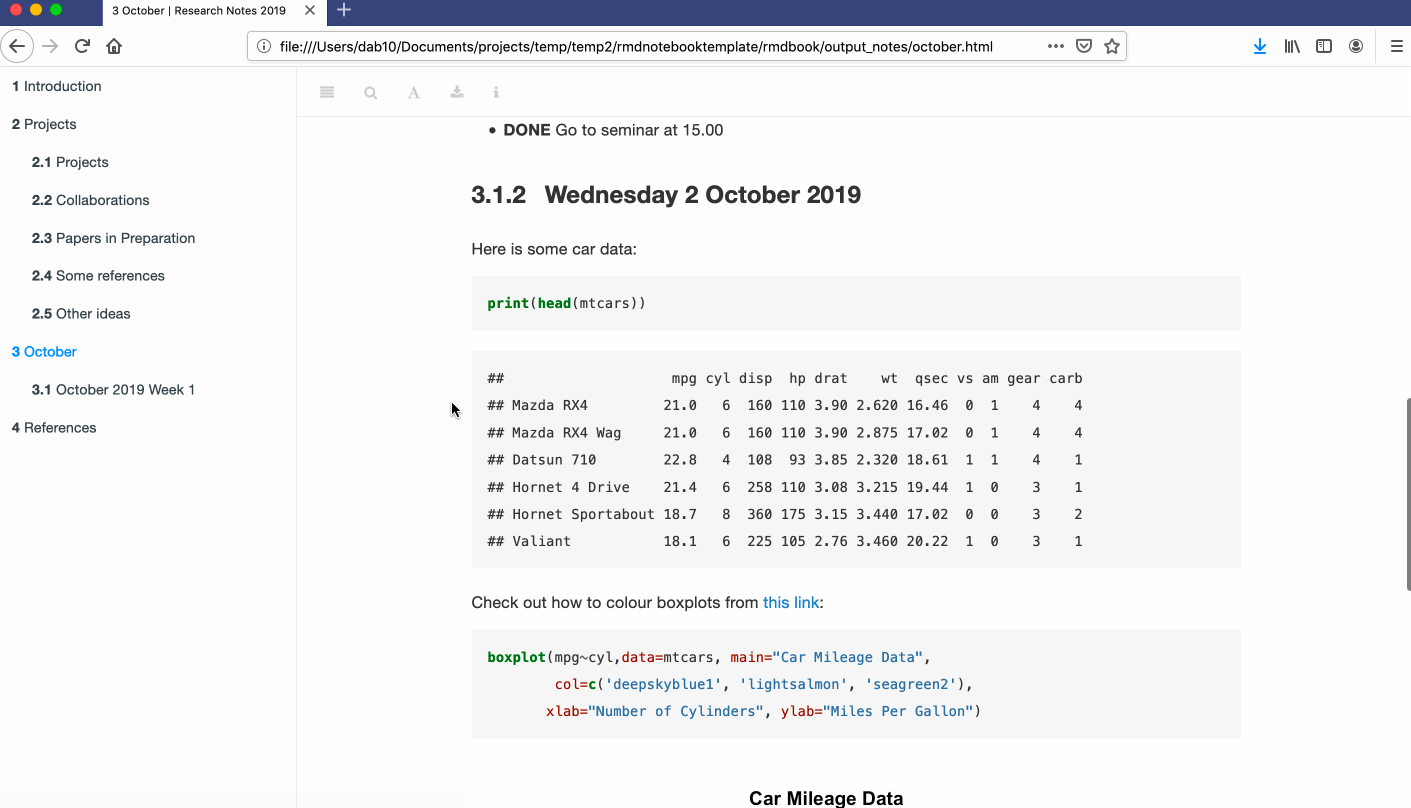 3 October | Research Notes 2019
file:///Users/dab10/Documents/projects/temp/temp2/rmdnotebooktemplate/rmdbook/output_notes/october.html
1 Introduction
2 Projects
2.1 Projects
2.2 Collaborations
2.3 Papers in Preparation
2.4 Some references
2.5 Other ideas
3 October
3.1 October 2019 Week 1
4 References
A
i
• DONE Go to seminar at 15.00
3.1.2 Wednesday 2 October 2019
Here is some car data:
print(head(mtcars))
##                    mpg cyl disp  hp drat    wt  qsec vs am gear carb
## Mazda RX4         21.0   6  160 110 3.90 2.620 16.46  0  1    4    4
## Mazda RX4 Wag     21.0   6  160 110 3.90 2.875 17.02  0  1    4    4
## Datsun 710        22.8   4  108  93 3.85 2.320 18.61  1  1    4    1
## Hornet 4 Drive    21.4   6  258 110 3.08 3.215 19.44  1  0    3    1
## Hornet Sportabout 18.7   8  360 175 3.15 3.440 17.02  0  0    3    2
## Valiant           18.1   6  225 105 2.76 3.460 20.22  1  0    3    1
Check out how to colour boxplots from this link:
boxplot(mpg~cyl,data=mtcars, main="Car Mileage Data",
        col=c('deepskyblue1', 'lightsalmon', 'seagreen2'),
       xlab="Number of Cylinders", ylab="Miles Per Gallon")
Car Mileage Data